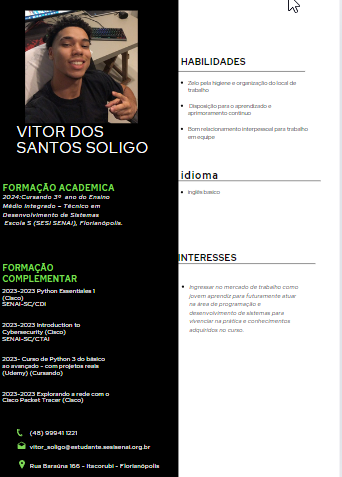 VITOR DOS
SANTOS SOLIGO
FORMAÇÃO ACADEMICA
2024:Cursando 3º ano do Ensino
Médio Integrado - Técnico em
Desenvolvimento de Sistemas
Escola S (SESI SENAI), Florianópolis.
FORMAÇÃO
COMPLEMENTAR
2023-2023 Python Essentiales 1
(Cisco)
SENAI-SC/CDI
2023-2023 Introduction to
Cybersecurity (Cisco)
SENAI-SC/CTAI
2023- Curso de Python 3 do básico
ao avançado - com projetos reais
(Udemy) (Cursando)
2023-2023 Explorando a rede com o
Cisco Packet Tracer (Cisco)
(48) 99941 1221
vitor_soligo@estudante.sesisenai.org.br
Rua Baraúna 166 - Itacorubi - Florianópolis
HABILIDADES
Zelo pela higiene e organização do local de
trabalho
Disposição para o aprendizado e
aprimoramento contínuo
Bom relacionamento interpessoal para trabalho
em equipe
idioma
inglês basico
INTERESSES
Ingressar no mercado de trabalho como
jovem aprendiz para futuramente atuar
na área de programação e
desenvolvimento de sistemas para
vivenciar na prática e conhecimentos
adquiridos no curso.